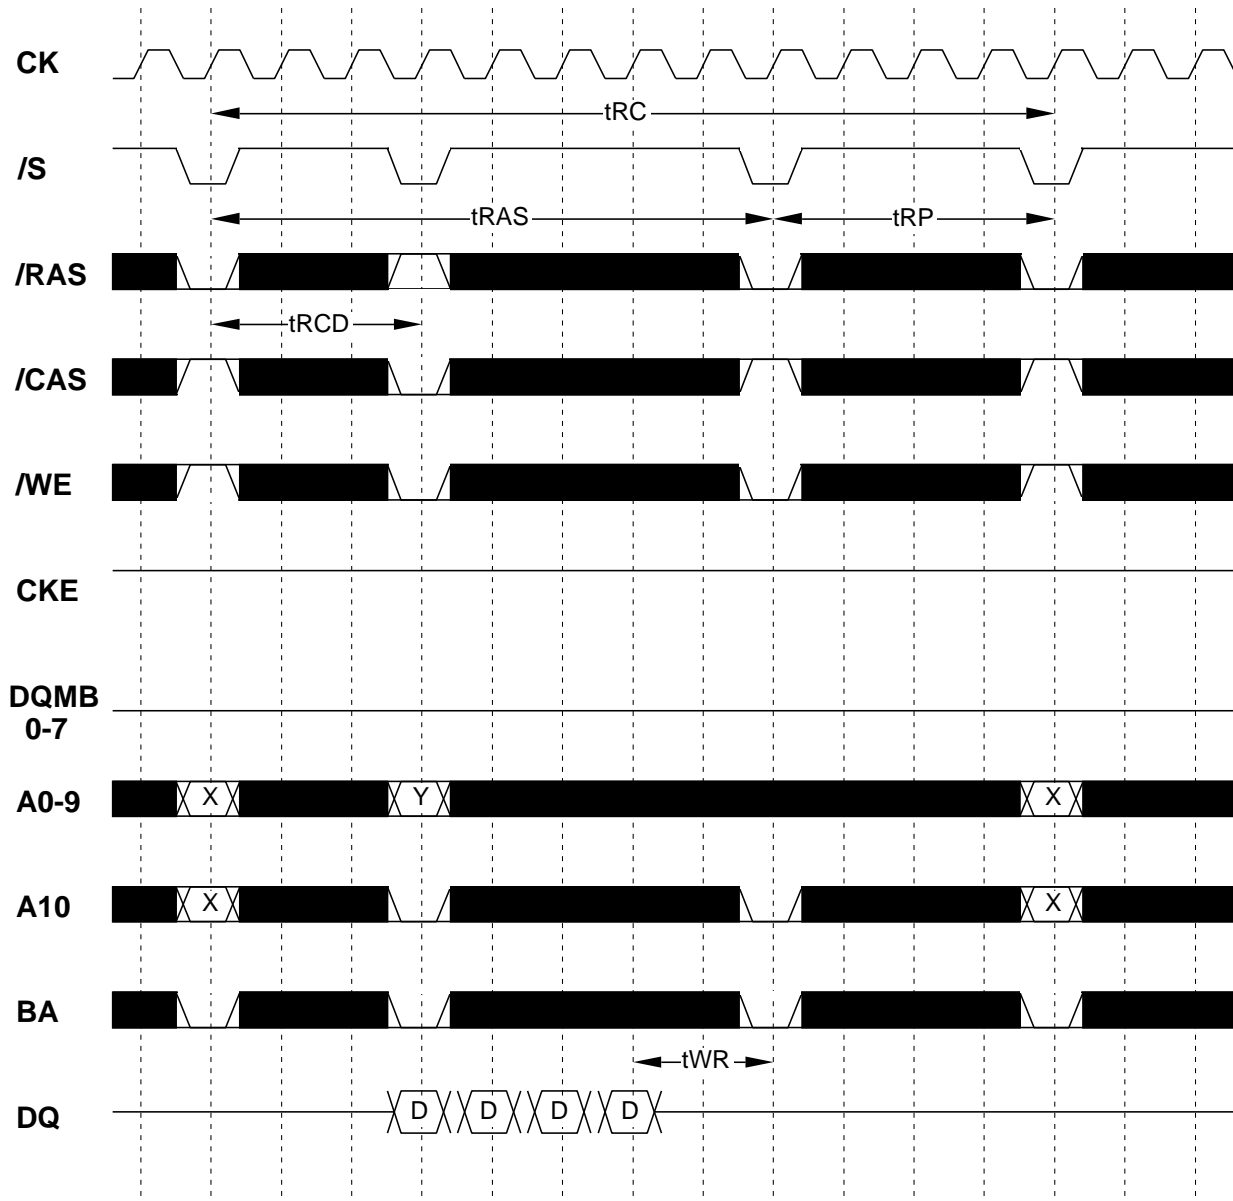 CK
tRC
/S
tRAS
tRP
/RAS
tRCD
/CAS
/WE
CKE
DQMB
0-7
A0-9 X Y X
A10 X X
BA
tWR
DQ D D D D